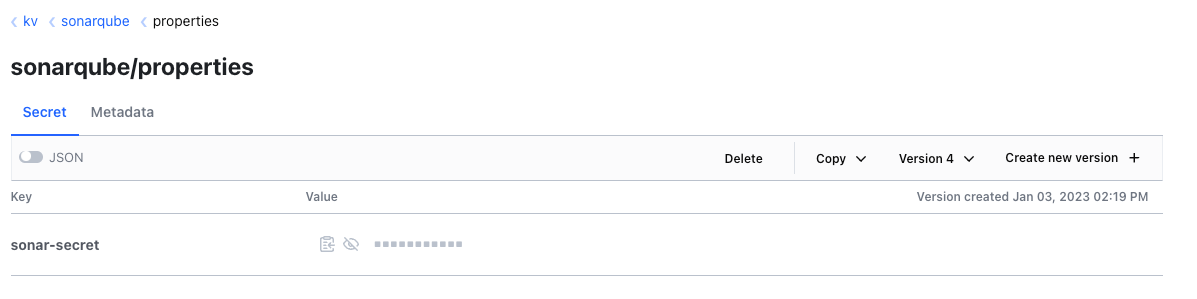 kv sonarqube properties
sonarqube/properties
Secret Metadata
JSON Delete Copy Version 4 Create new version +
Key Value Version created Jan 03, 2023 02:19 PM
sonar-secret